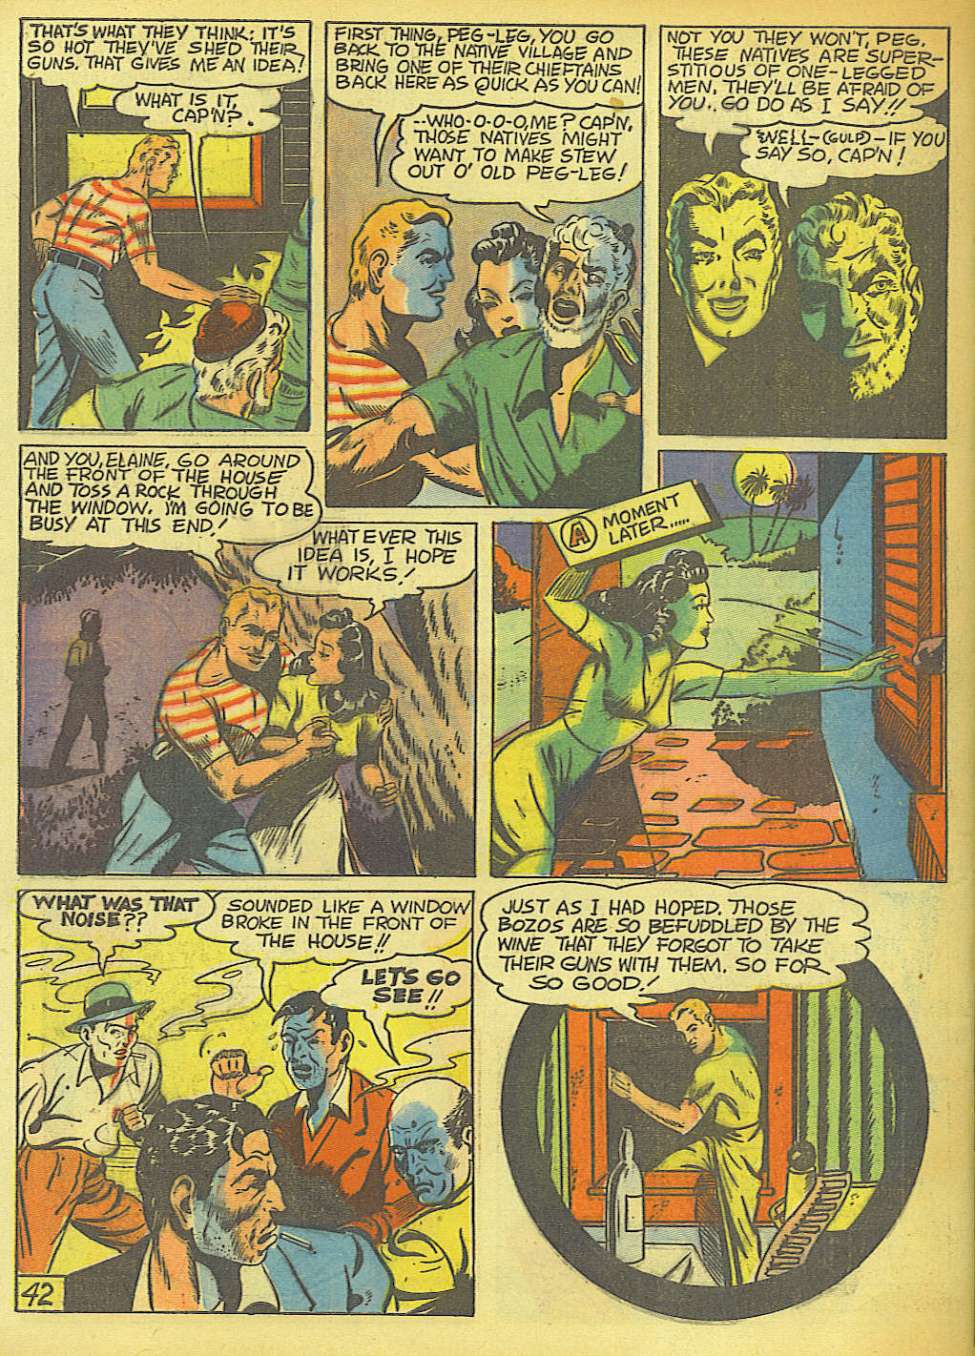 THAT'S WHAT THEY THINK; IT'S
SO HOT THEY'VE SHED THEIR
GUNS. THAT GIVES ME AN IDEA!
WHAT IS IT,
CAP'N?.
FIRST THING, PEG-LEG, YOU GO
BACK TO THE NATIVE VILLAGE AND
BRING ONE OF THEIR CHIEFTAINS
BACK HERE AS QUICK AS YOU CAN!
--WHO-O-O-O, ME? CAP'N,
THOSE NATIVES MIGHT
WANT TO MAKE STEW
OUT O' OLD PEG-LEG!
NOT YOU THEY WON'T, PEG.
THESE NATIVES ARE SUPER-
STITIOUS OF ONE-LEGGED
MEN. THEY'LL BE AFRAID OF
YOU.. GO DO AS I SAY!!
WELL-(GULP)-IF YOU
SAY SO, CAP'N!
AND YOU, ELAINE, GO AROUND
THE FRONT OF THE HOUSE
AND TOSS A ROCK THROUGH
THE WINDOW. I'M GOING TO BE
BUSY AT THIS END!
WHAT EVER THIS
IDEA IS, I HOPE
IT WORKS!
A MOMENT
LATER.....
WHAT WAS THAT
NOISE??
SOUNDED LIKE A WINDOW
BROKE IN THE FRONT OF
THE HOUSE!!
LET'S GO
SEE!!
JUST AS I HAD HOPED. THOSE
BOZOS ARE SO BEFUDDLED BY THE
WINE THAT THEY FORGOT TO TAKE
THEIR GUNS WITH THEM. SO FOR
SO GOOD!
42